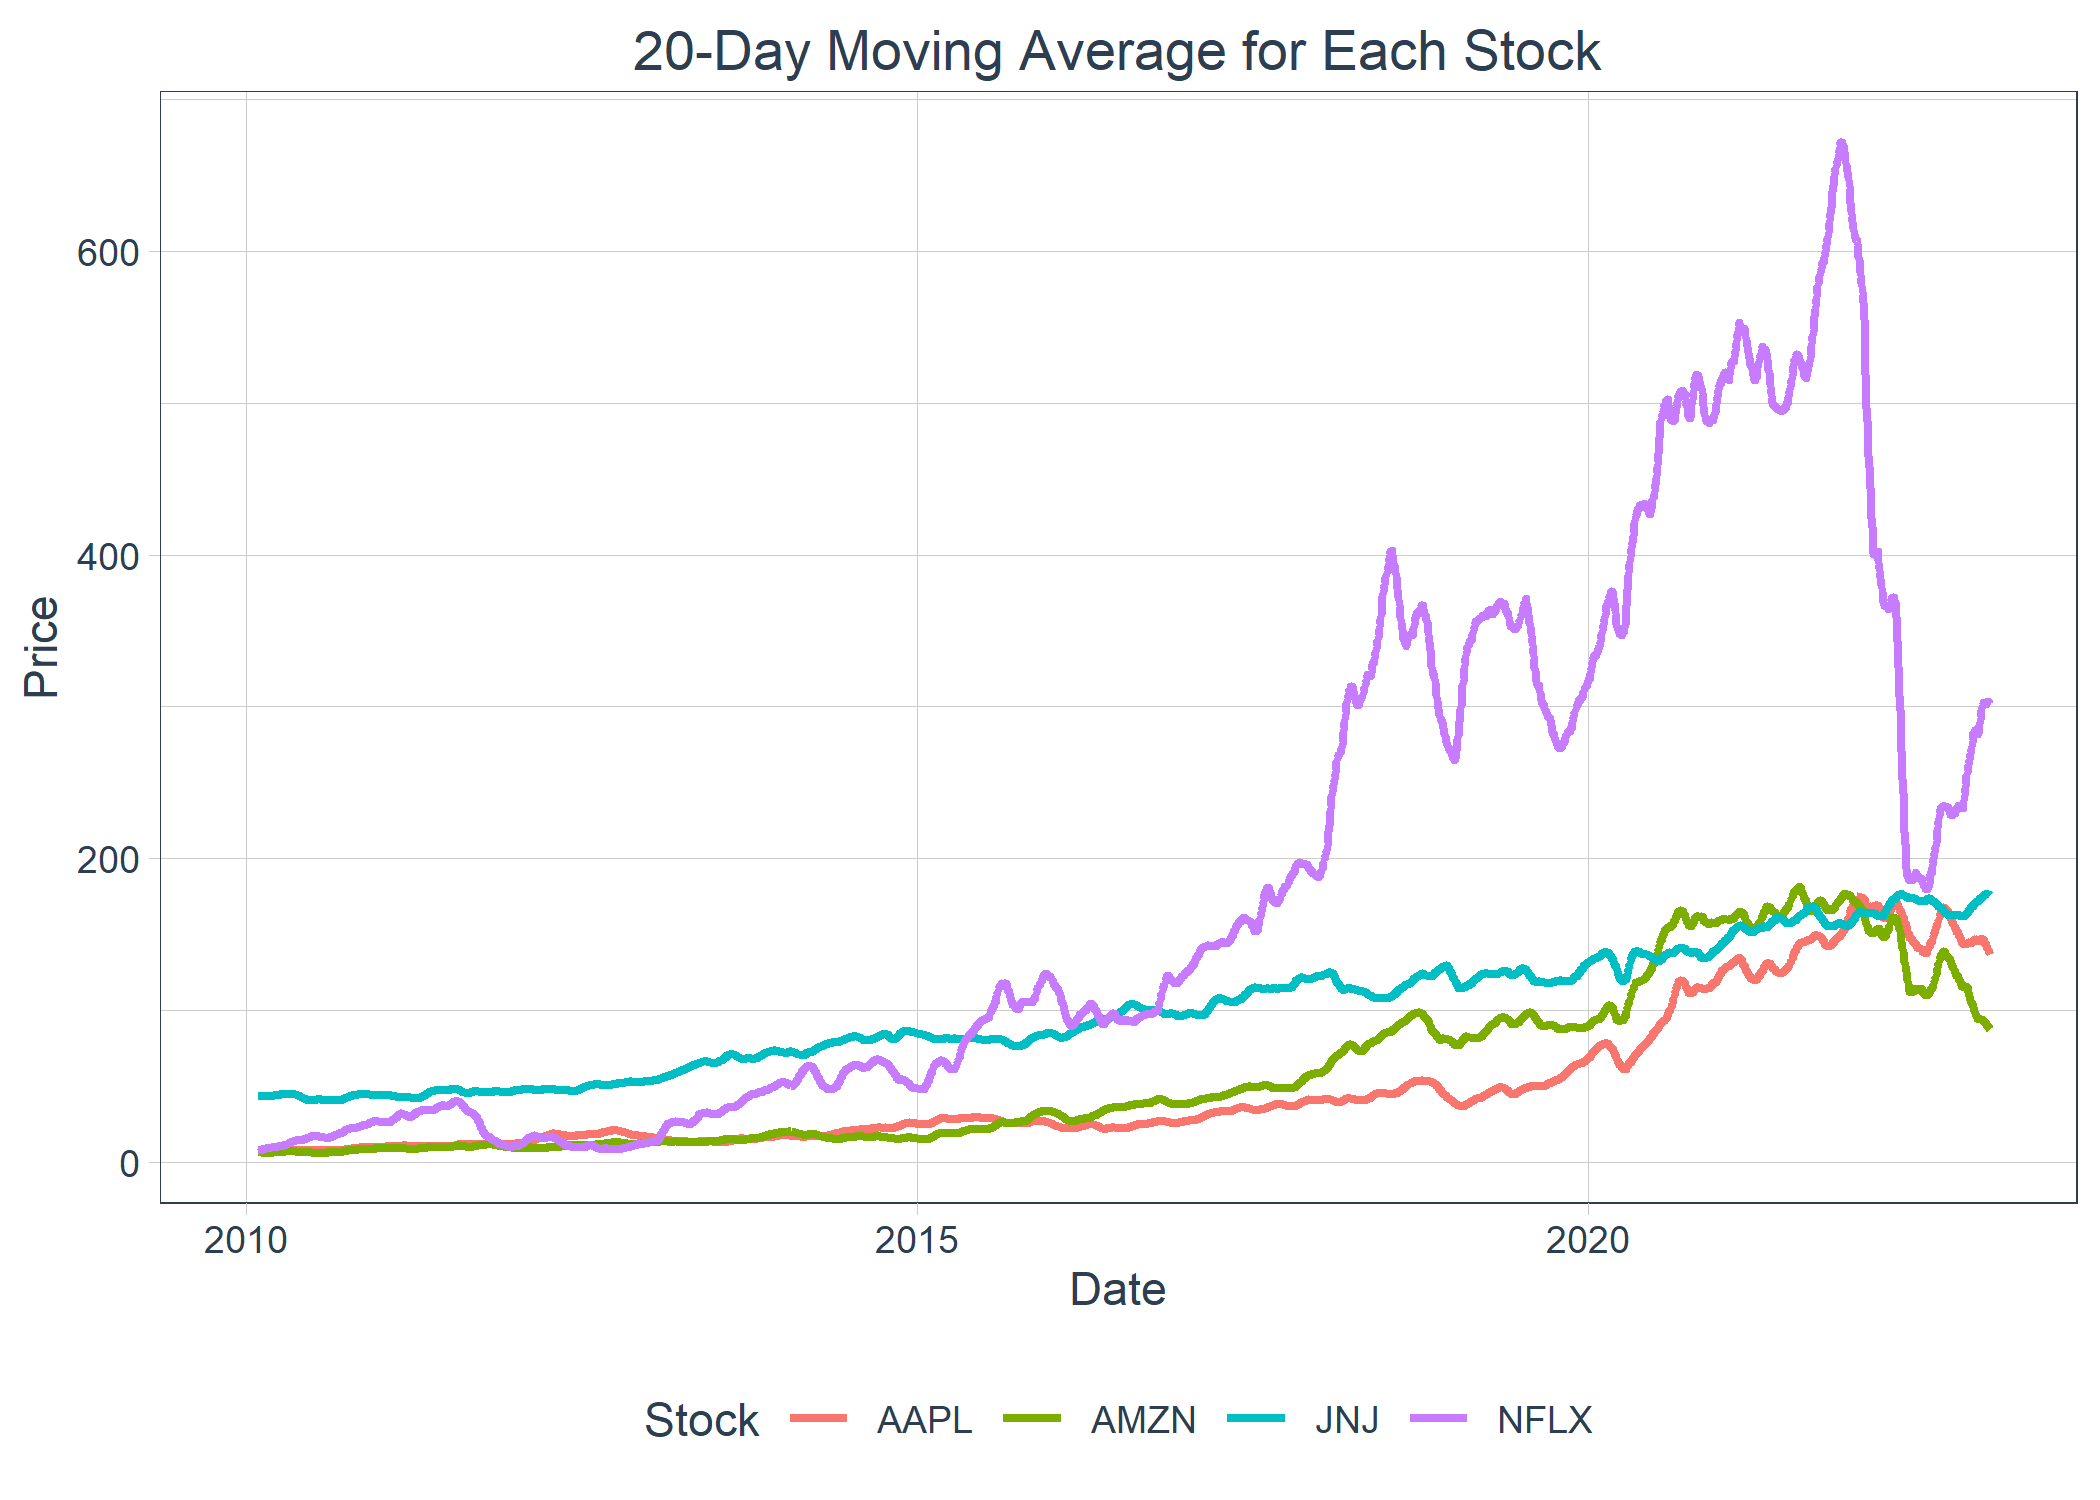 20-Day Moving Average for Each Stock
Price
600
400
200
0
2010 2015 2020
Date
Stock AAPL AMZN JNJ NFLX